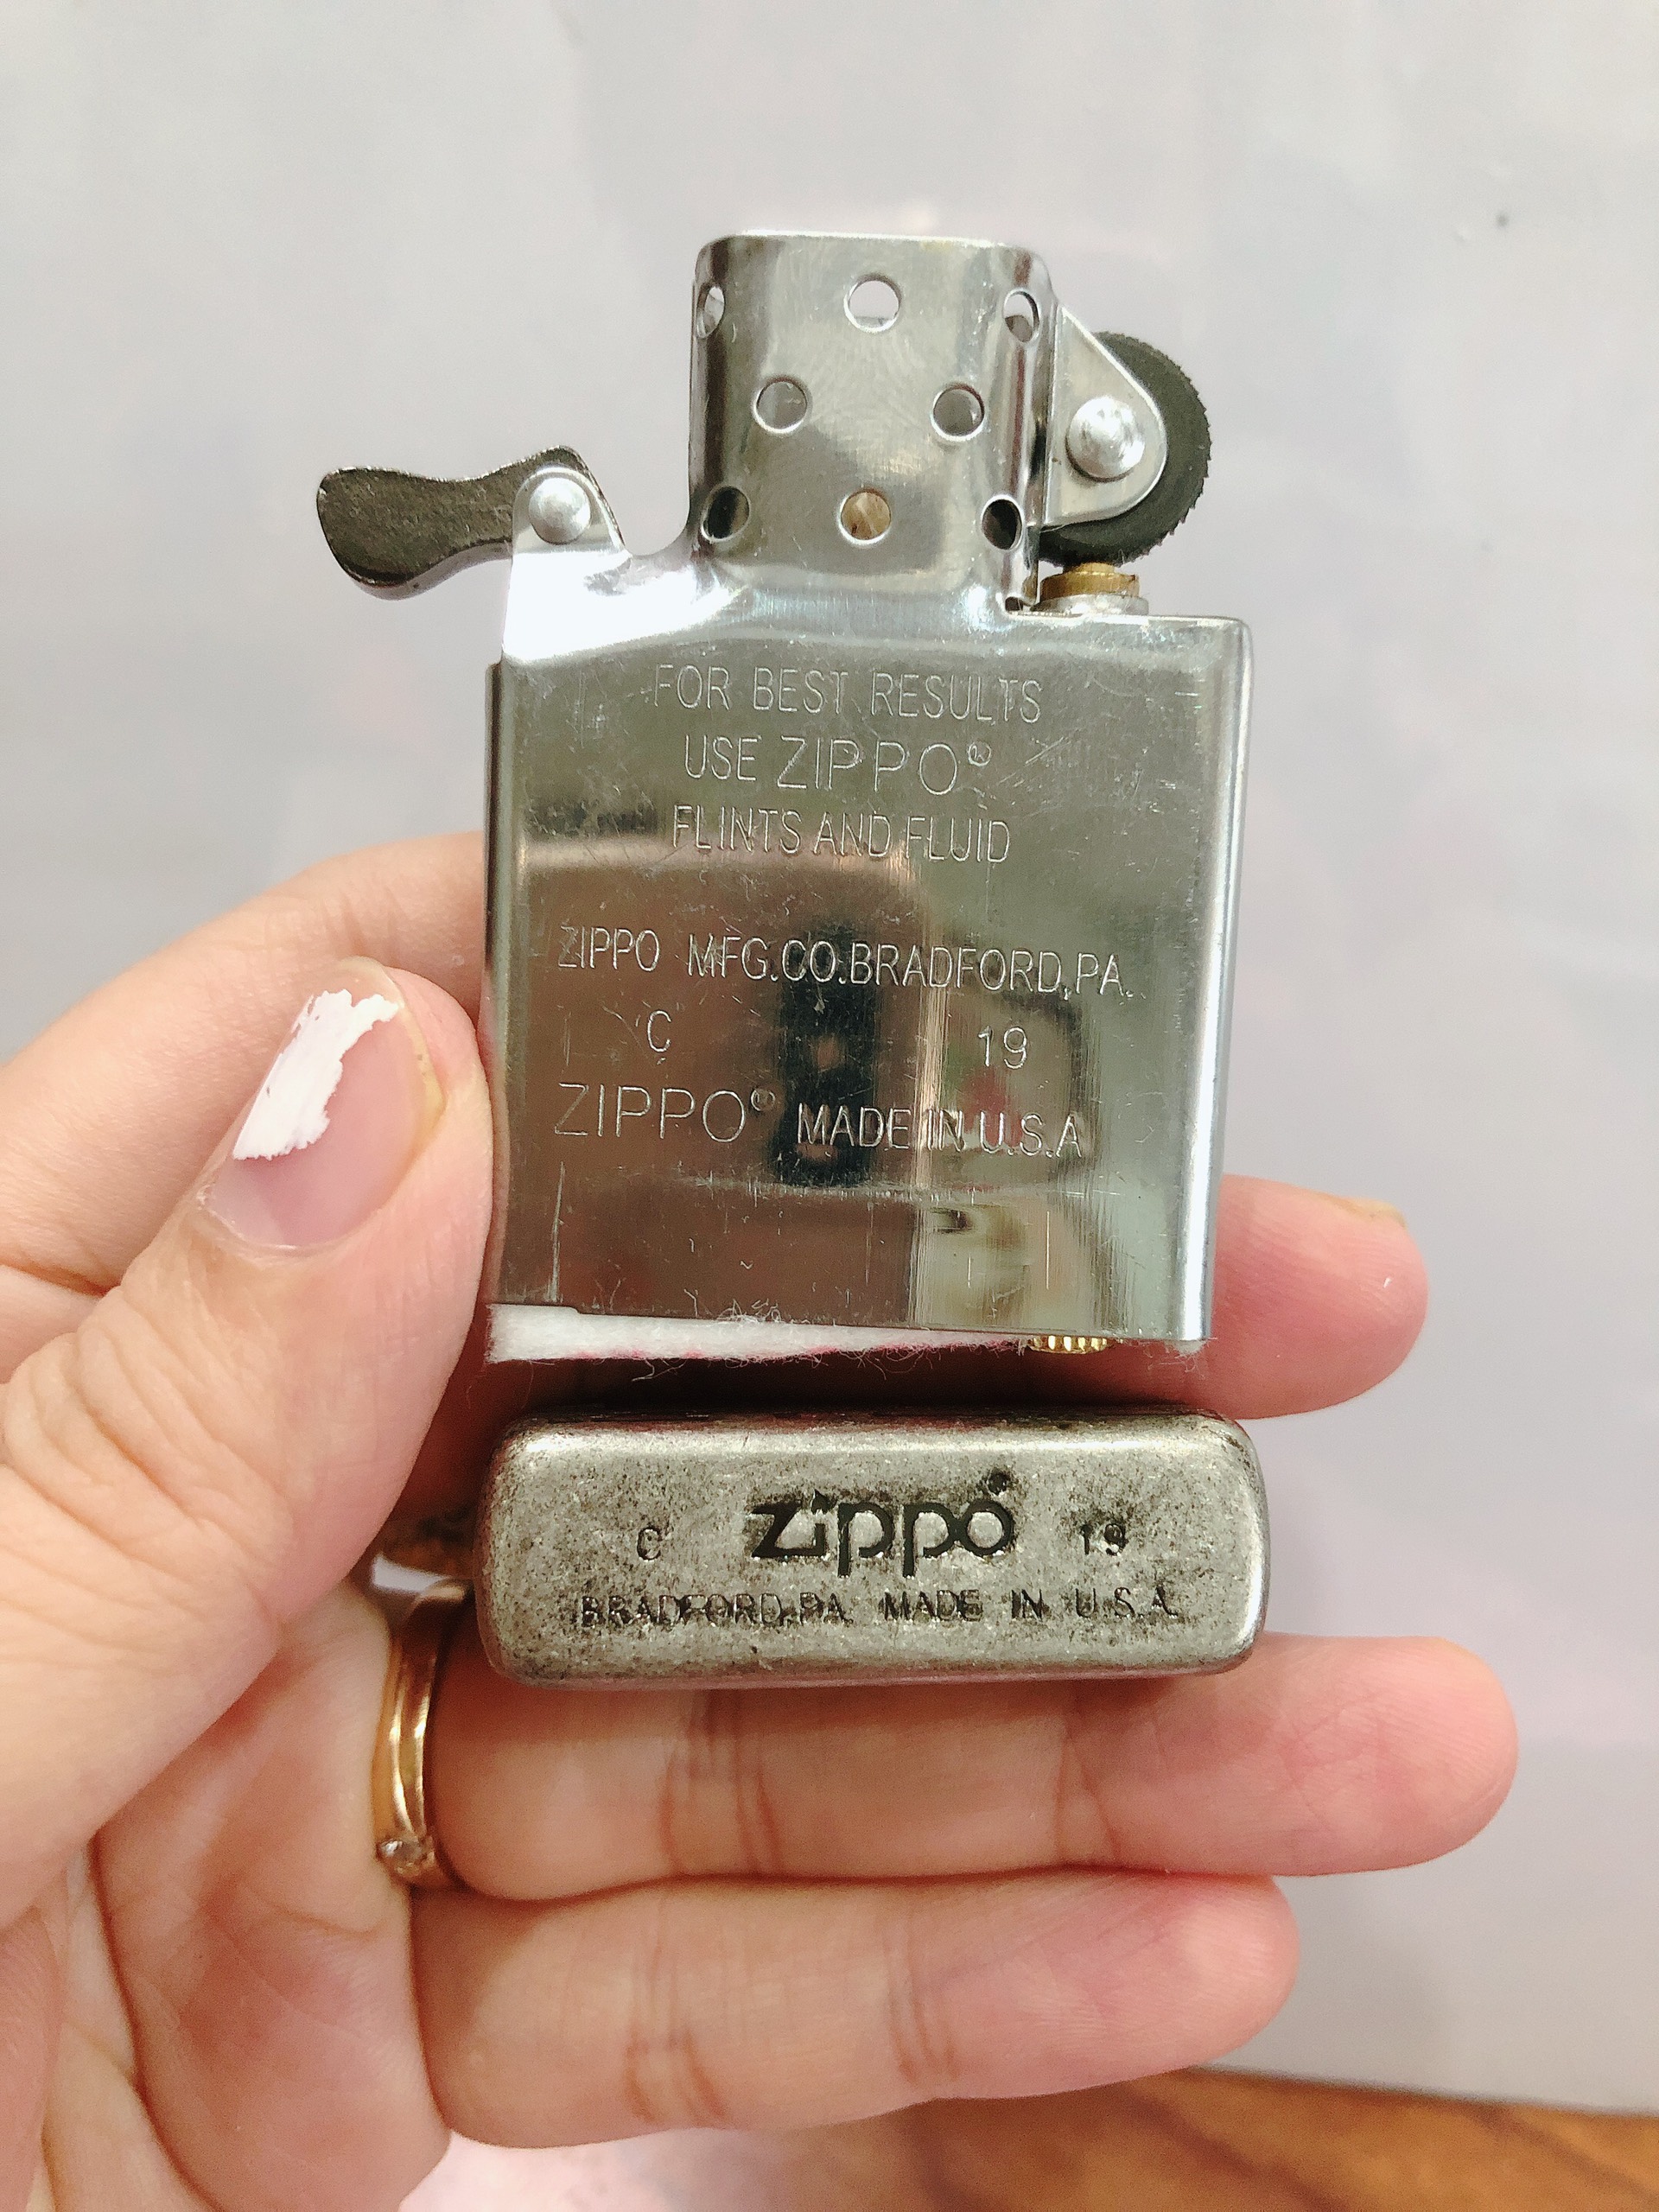 FOR BEST RESULTS
USE ZIPPO®
FLINTS AND FLUID
ZIPPO MFG.CO.BRADFORD,PA.
C 19
ZIPPO® MADE IN U.S.A
C zippo® 19
BRADFORD,PA. MADE IN U.S.A.